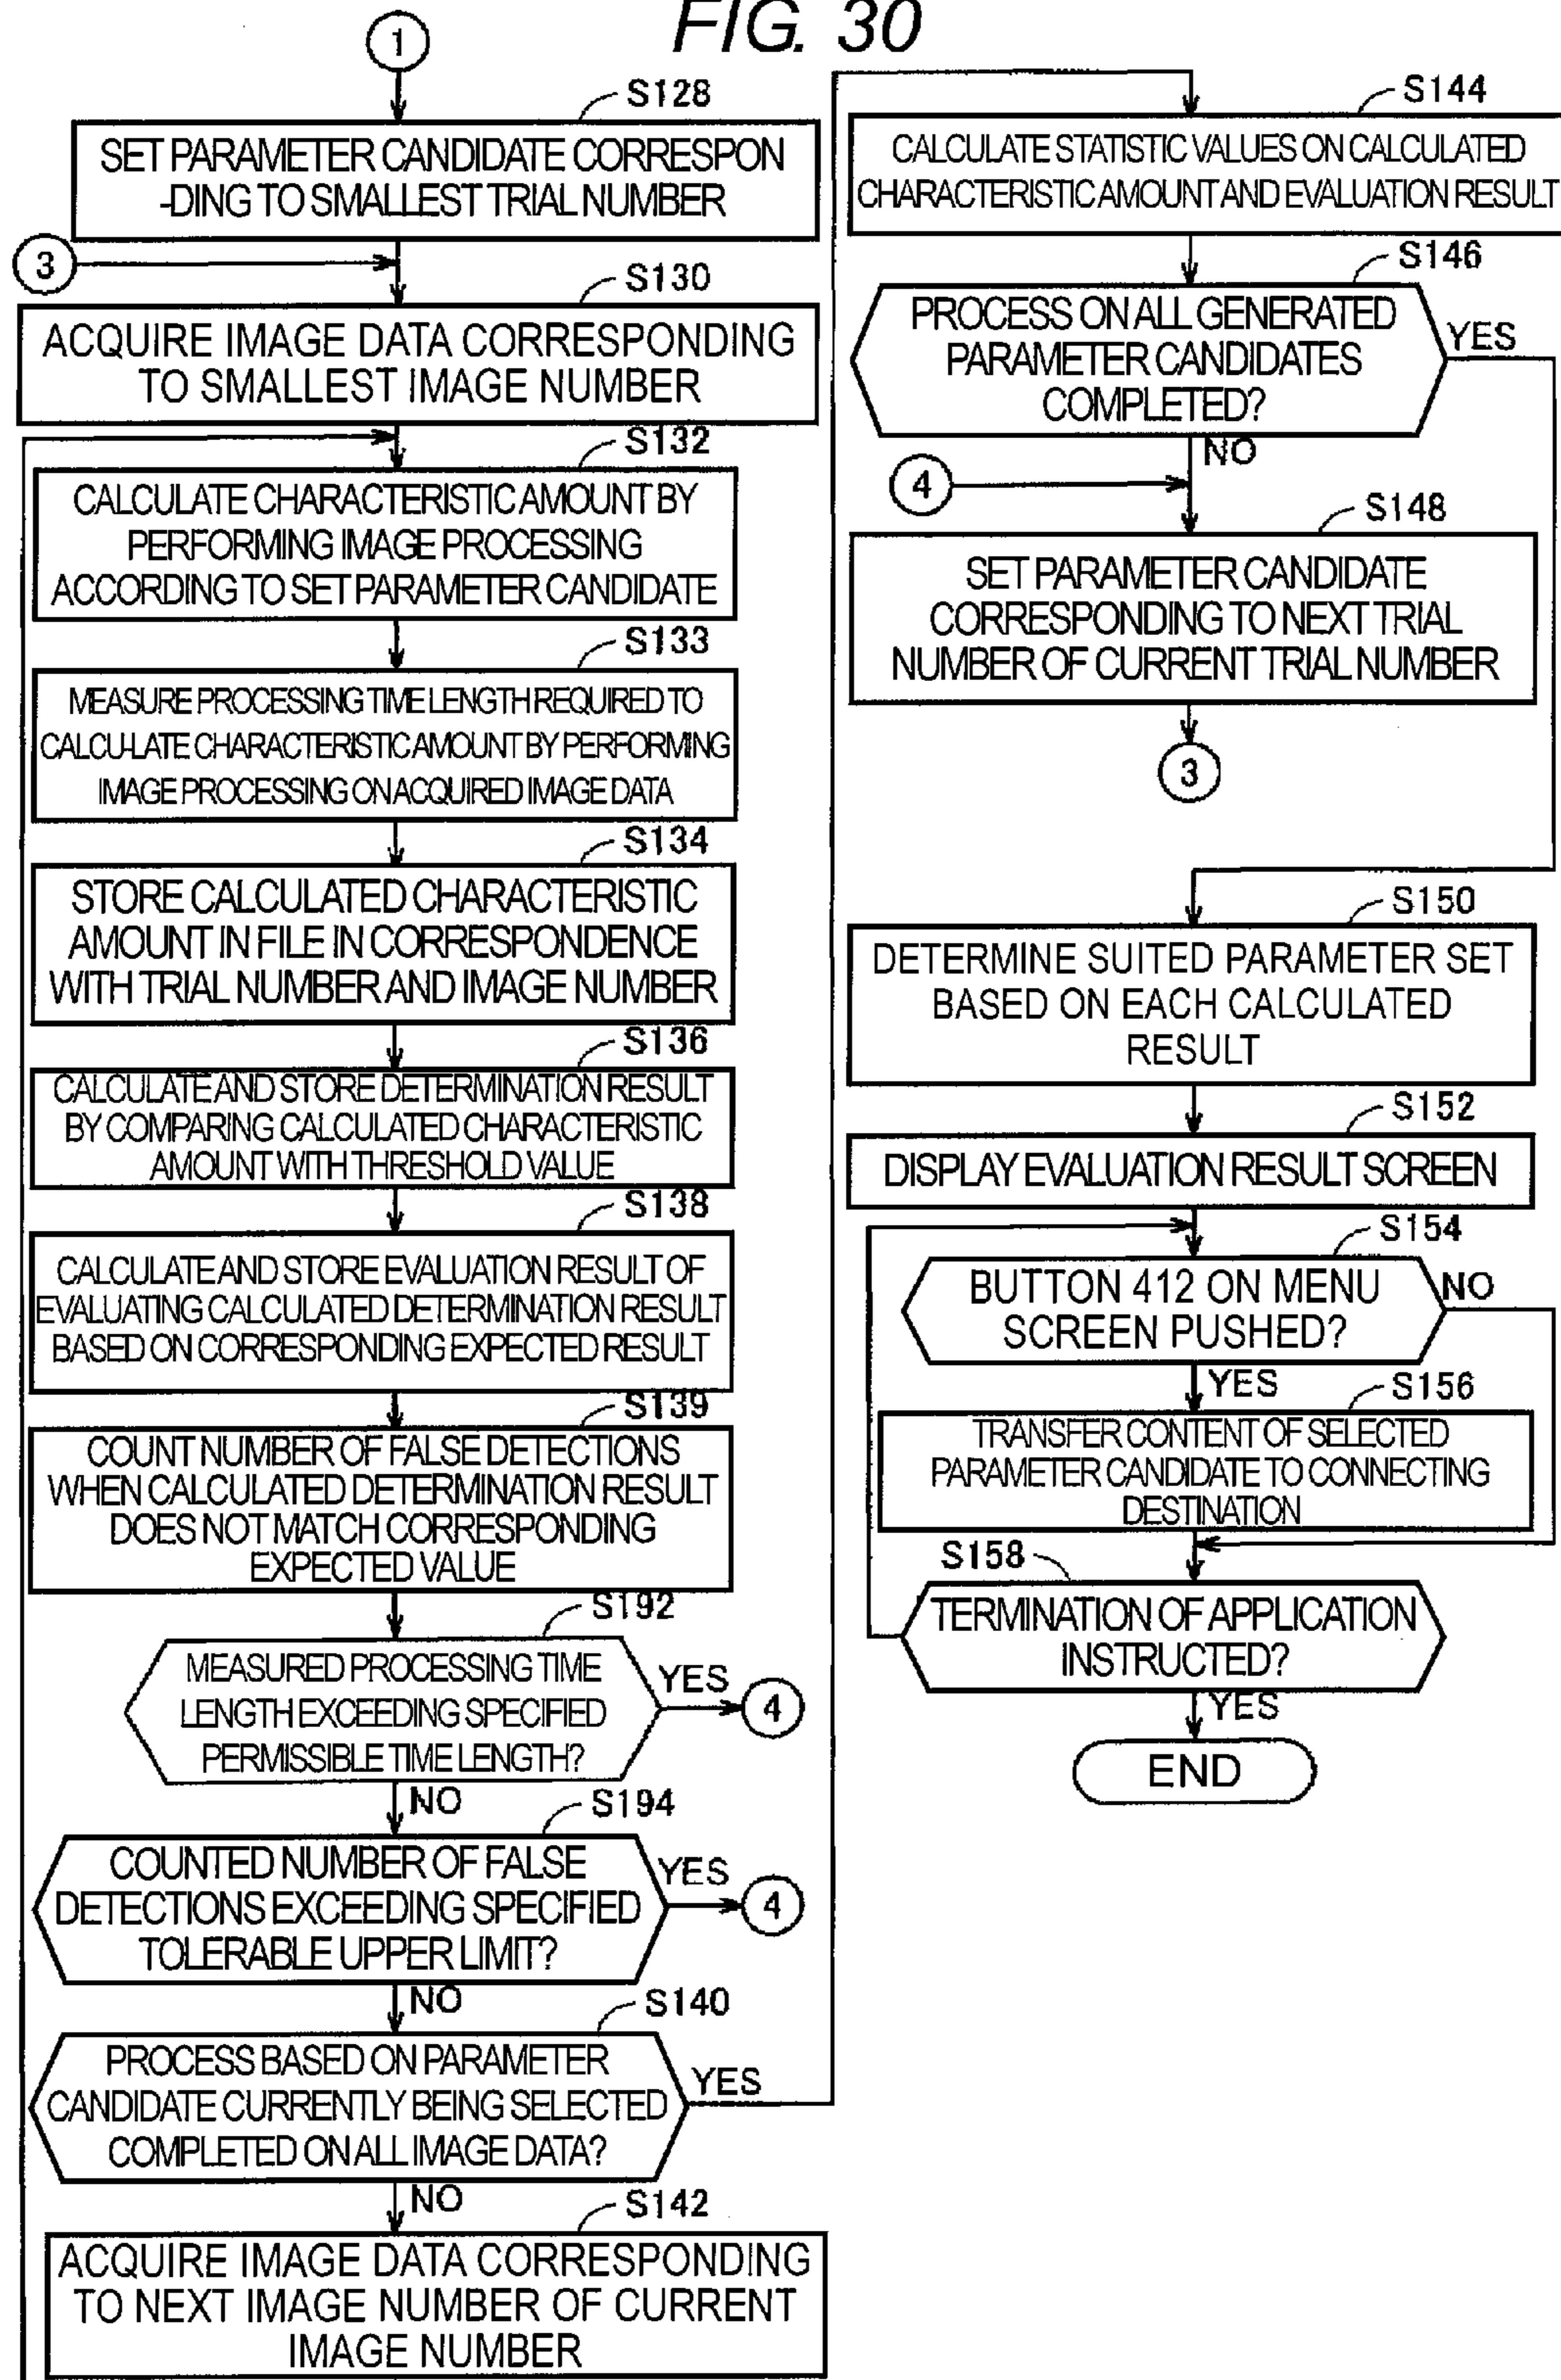 FIG. 30
1
S128
SET PARAMETER CANDIDATE CORRESPON
-DING TO SMALLEST TRIAL NUMBER
3
S130
ACQUIRE IMAGE DATA CORRESPONDING
TO SMALLEST IMAGE NUMBER
S132
CALCULATE CHARACTERISTIC AMOUNT BY
PERFORMING IMAGE PROCESSING
ACCORDING TO SET PARAMETER CANDIDATE
S133
MEASURE PROCESSING TIME LENGTH REQUIRED TO
CALCULATE CHARACTERISTIC AMOUNT BY PERFORMING
IMAGE PROCESSING ON ACQUIRED IMAGE DATA
S134
STORE CALCULATED CHARACTERISTIC
AMOUNT IN FILE IN CORRESPONDENCE
WITH TRIAL NUMBER AND IMAGE NUMBER
S136
CALCULATE AND STORE DETERMINATION RESULT
BY COMPARING CALCULATED CHARACTERISTIC
AMOUNT WITH THRESHOLD VALUE
S138
CALCULATE AND STORE EVALUATION RESULT OF
EVALUATING CALCULATED DETERMINATION RESULT
BASED ON CORRESPONDING EXPECTED RESULT
S139
COUNT NUMBER OF FALSE DETECTIONS
WHEN CALCULATED DETERMINATION RESULT
DOES NOT MATCH CORRESPONDING
EXPECTED VALUE
S192
MEASURED PROCESSING TIME
LENGTH EXCEEDING SPECIFIED
PERMISSIBLE TIME LENGTH?
YES
4
NO
S194
COUNTED NUMBER OF FALSE
DETECTIONS EXCEEDING SPECIFIED
TOLERABLE UPPER LIMIT?
YES
4
NO
S140
PROCESS BASED ON PARAMETER
CANDIDATE CURRENTLY BEING SELECTED
COMPLETED ON ALL IMAGE DATA?
YES
NO
S142
ACQUIRE IMAGE DATA CORRESPONDING
TO NEXT IMAGE NUMBER OF CURRENT
IMAGE NUMBER
S144
CALCULATE STATISTIC VALUES ON CALCULATED
CHARACTERISTIC AMOUNT AND EVALUATION RESULT
S146
PROCESS ON ALL GENERATED
PARAMETER CANDIDATES
COMPLETED?
YES
NO
4
S148
SET PARAMETER CANDIDATE
CORRESPONDING TO NEXT TRIAL
NUMBER OF CURRENT TRIAL NUMBER
3
S150
DETERMINE SUITED PARAMETER SET
BASED ON EACH CALCULATED
RESULT
S152
DISPLAY EVALUATION RESULT SCREEN
S154
BUTTON 412 ON MENU
SCREEN PUSHED?
NO
YES
S156
TRANSFER CONTENT OF SELECTED
PARAMETER CANDIDATE TO CONNECTING
DESTINATION
S158
TERMINATION OF APPLICATION
INSTRUCTED?
YES
END